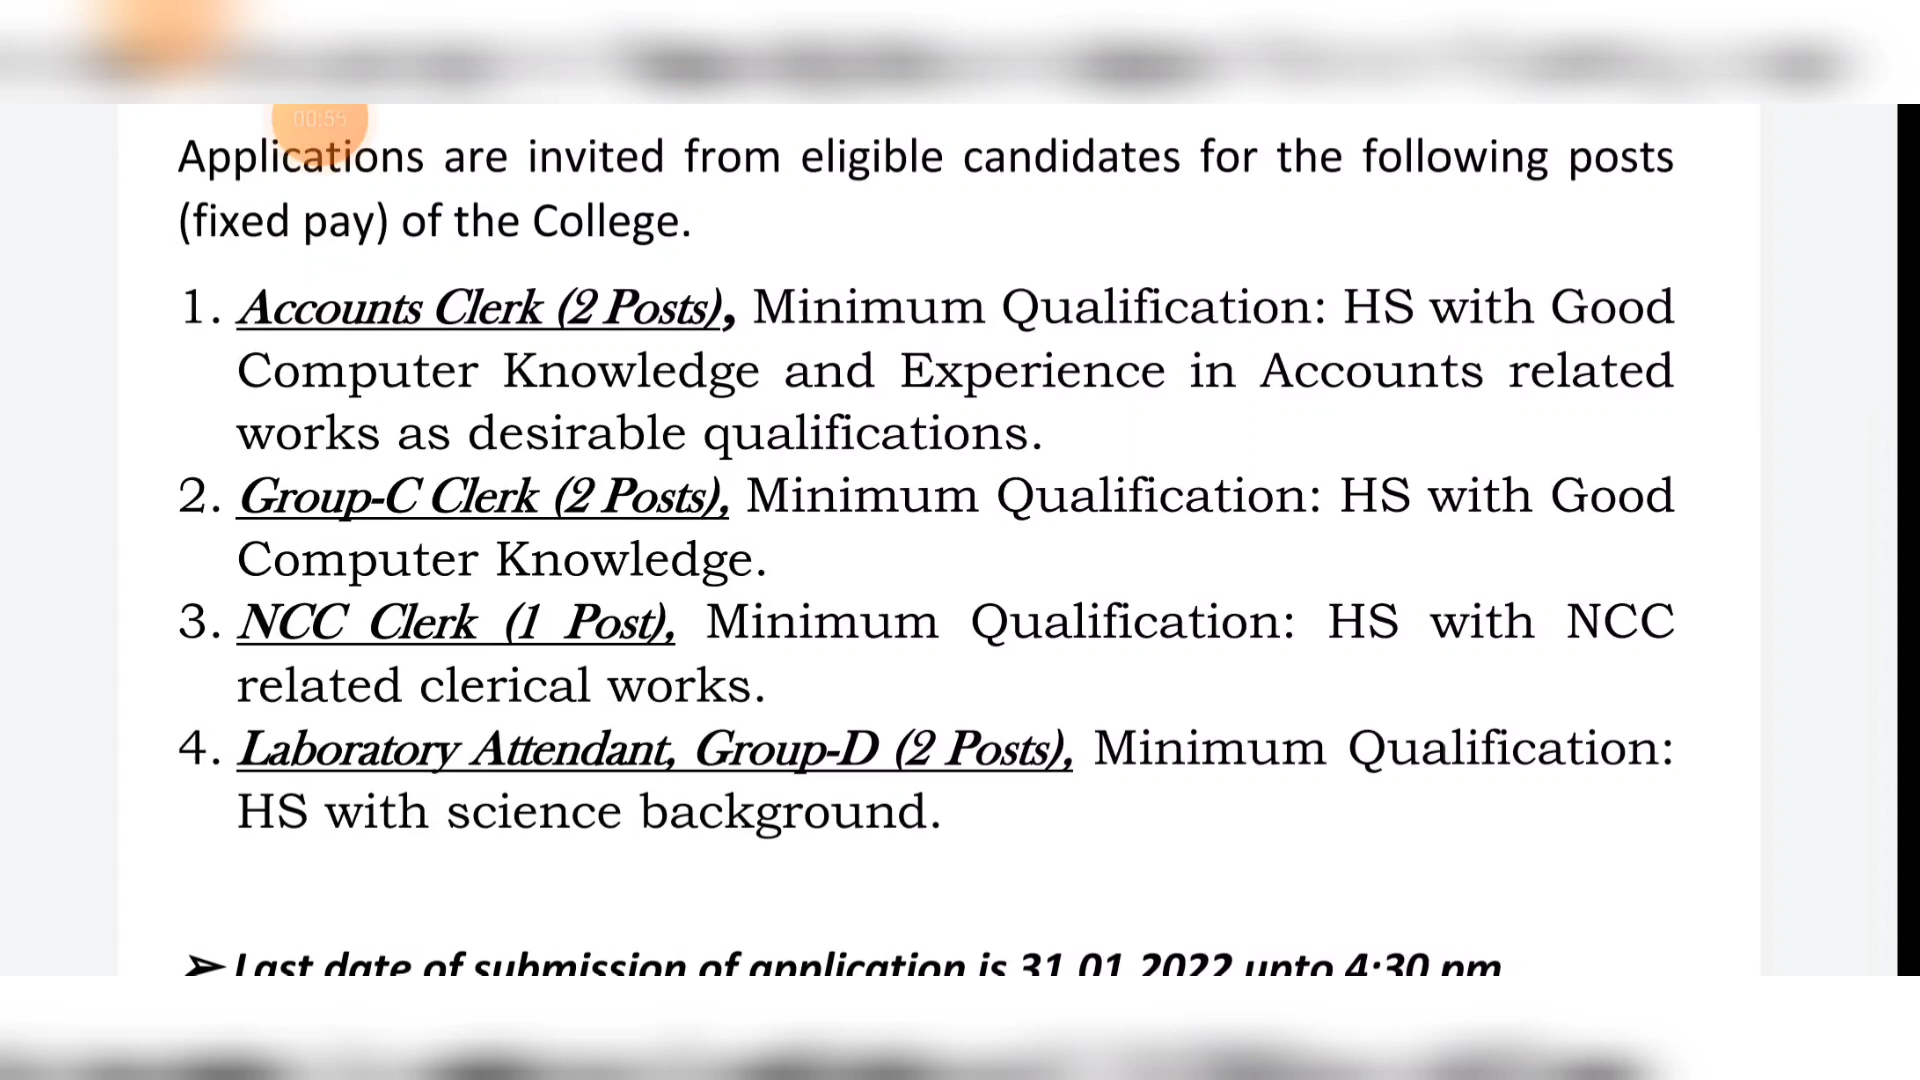 00:55
Applications are invited from eligible candidates for the following posts
(fixed pay) of the College.
1. Accounts Clerk (2 Posts), Minimum Qualification: HS with Good
Computer Knowledge and Experience in Accounts related
works as desirable qualifications.
2. Group-C Clerk (2 Posts), Minimum Qualification: HS with Good
Computer Knowledge.
3. NCC Clerk (1 Post), Minimum Qualification: HS with NCC
related clerical works.
4. Laboratory Attendant, Group-D (2 Posts), Minimum Qualification:
HS with science background.
➢ Last date of submission of application is 31.01.2022 upto 4:30 pm